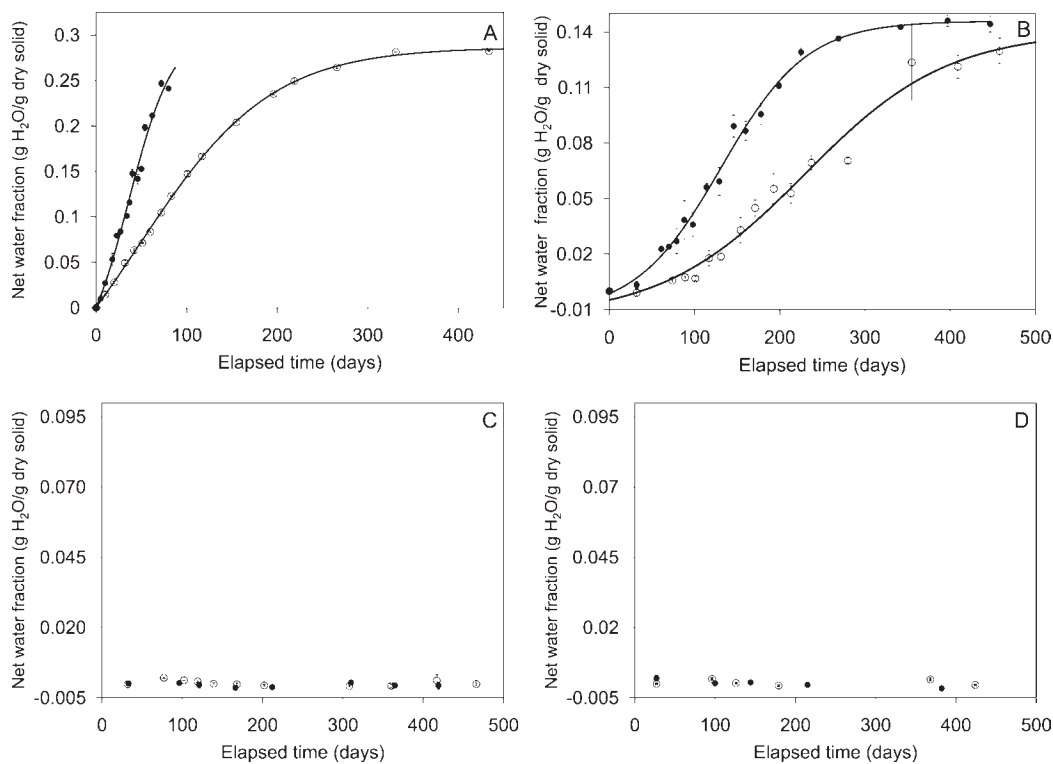 A
Net water fraction (g H₂O/g dry solid)
0.3
0.25
0.2
0.15
0.1
0.05
0
0 100 200 300 400
Elapsed time (days)
B
Net water fraction (g H₂O/g dry solid)
0.14
0.11
0.08
0.05
0.02
-0.01
0 100 200 300 400 500
Elapsed time (days)
C
Net water fraction (g H₂O/g dry solid)
0.095
0.070
0.045
0.020
-0.005
0 100 200 300 400 500
Elapsed time (days)
D
Net water fraction (g H₂O/g dry solid)
0.095
0.07
0.045
0.02
-0.005
0 100 200 300 400 500
Elapsed time (days)